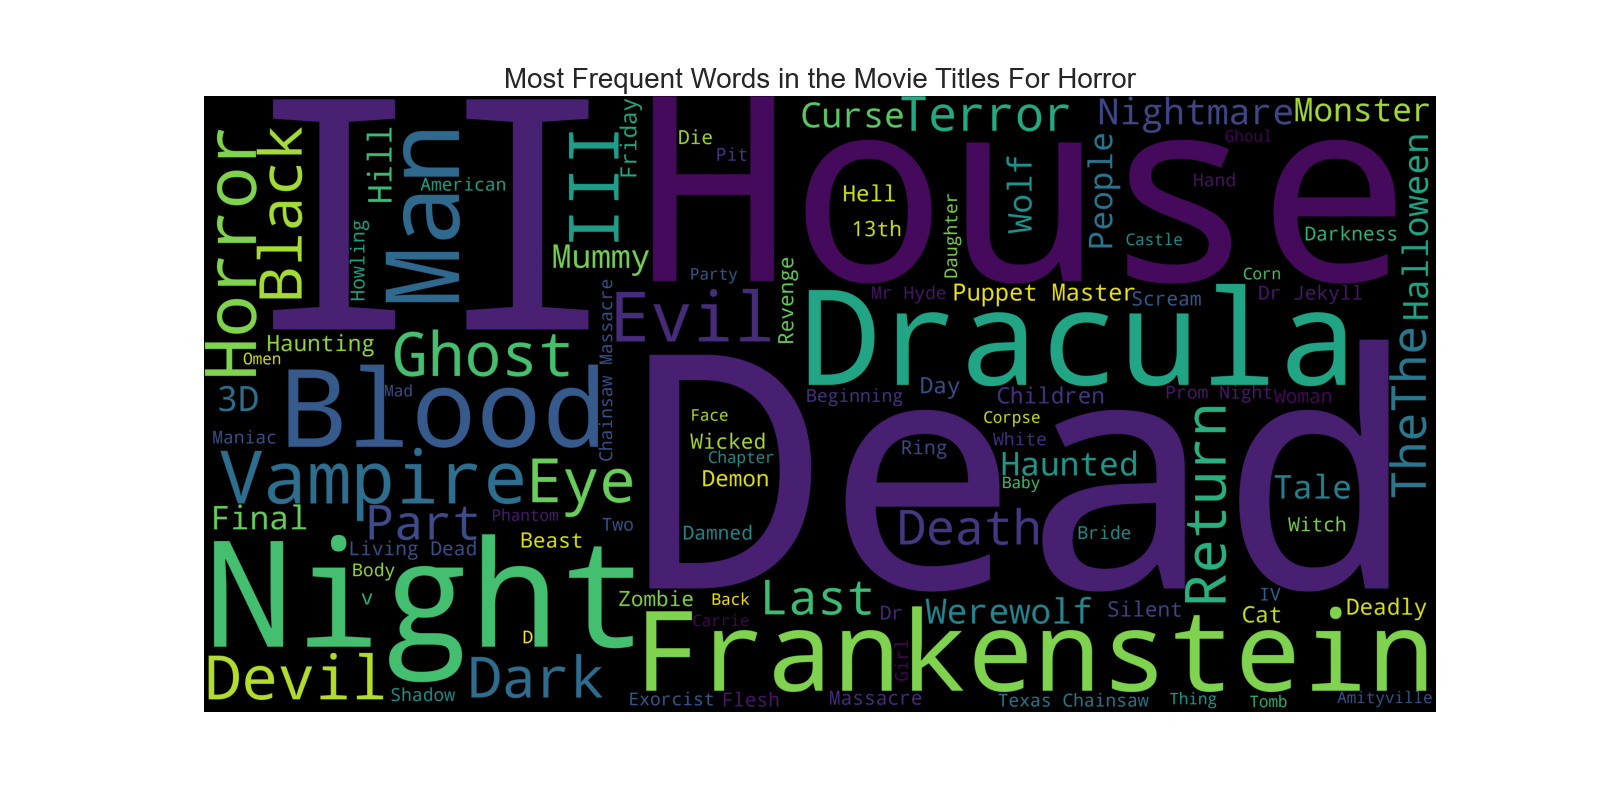 Most Frequent Words in the Movie Titles For Horror
II
House
Dead
Night
Dracula
Frankenstein
Blood
Man
Horror
Black
Hill
American
Howling
III
Friday
Mummy
Die
Pit
Curse
Terror
Nightmare
Monster
Ghoul
Hell
13th
Wolf
People
Hand
Halloween
Daughter
Castle
Darkness
Party
Revenge
Corn
Mr Hyde
Puppet Master
Scream
Dr Jekyll
Evil
Chainsaw Massacre
Haunting
Omen
Ghost
3D
Mad
Maniac
Beginning
Day
Children
Prom Night
Woman
The The
Face
Wicked
Chapter
Demon
Corpse
White
Ring
Haunted
Baby
Return
Tale
Witch
Vampire
Eye
Final
Part
Phantom
Two
Living Dead
Beast
Body
v
D
Damned
Death
Bride
Zombie
Back
Last
Dr
Werewolf
Silent
IV
Cat
Deadly
Carrie
Girl
Devil
Dark
Shadow
Exorcist
Flesh
Massacre
Texas Chainsaw
Thing
Tomb
Amityville